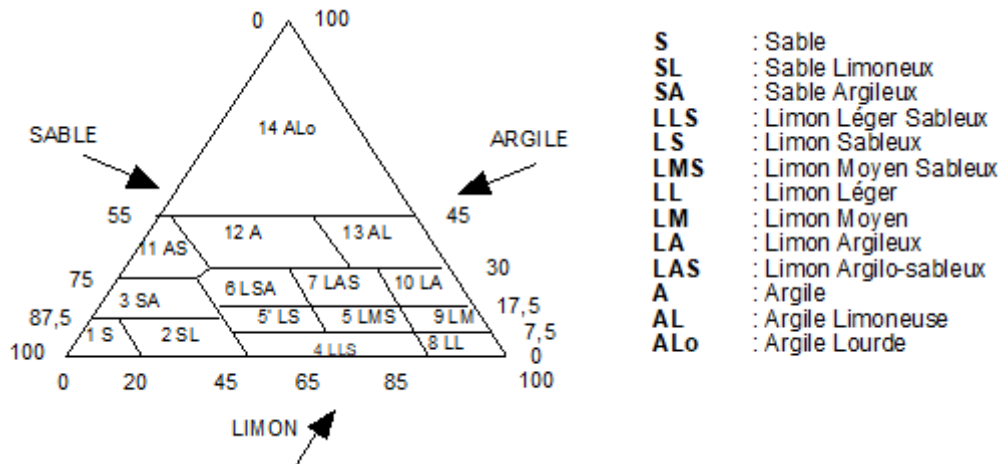 0 100
SABLE
ARGILE
14 ALo
55
45
12 A
13 AL
11 AS
30
75
6 LSA
7 LAS
10 LA
3 SA
17,5
87,5
5" LS
5 LMS
9 LM
7,5
1 S
2 SL
4 LLS
8 LL
100
0
0
20
45
65
85
100
LIMON
S : Sable
SL : Sable Limoneux
SA : Sable Argileux
LLS : Limon Léger Sableux
LS : Limon Sableux
LMS : Limon Moyen Sableux
LL : Limon Léger
LM : Limon Moyen
LA : Limon Argileux
LAS : Limon Argilo-sableux
A : Argile
AL : Argile Limoneuse
ALo : Argile Lourde